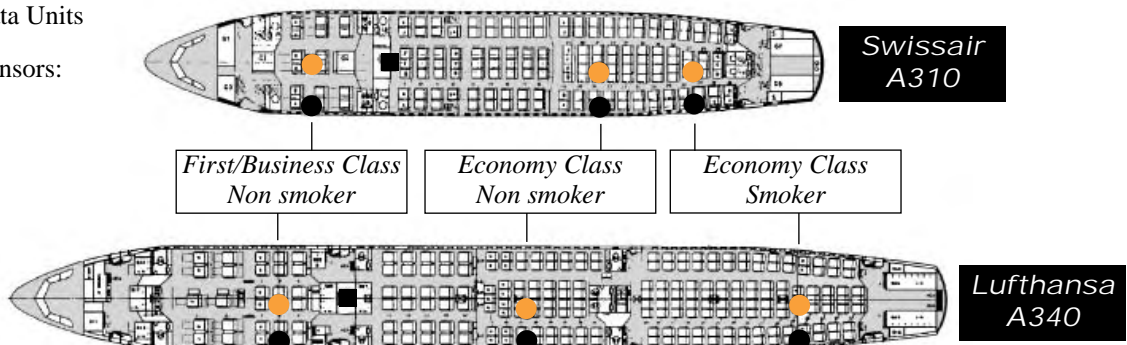 ta Units
nsors:
Swissair
A310
First/Business Class
Non smoker
Economy Class
Non smoker
Economy Class
Smoker
Lufthansa
A340